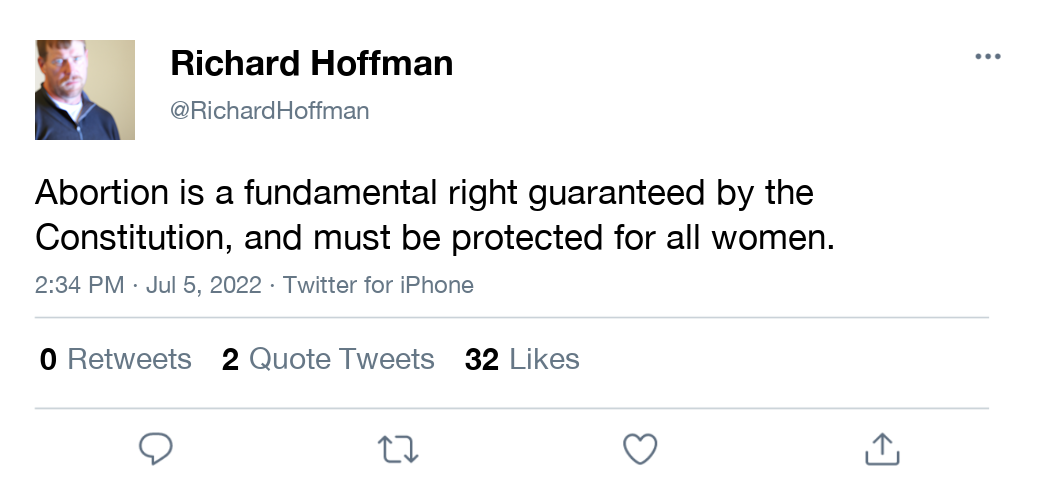 Richard Hoffman
@RichardHoffman
Abortion is a fundamental right guaranteed by the
Constitution, and must be protected for all women.
2:34 PM · Jul 5, 2022 · Twitter for iPhone
0 Retweets 2 Quote Tweets 32 Likes